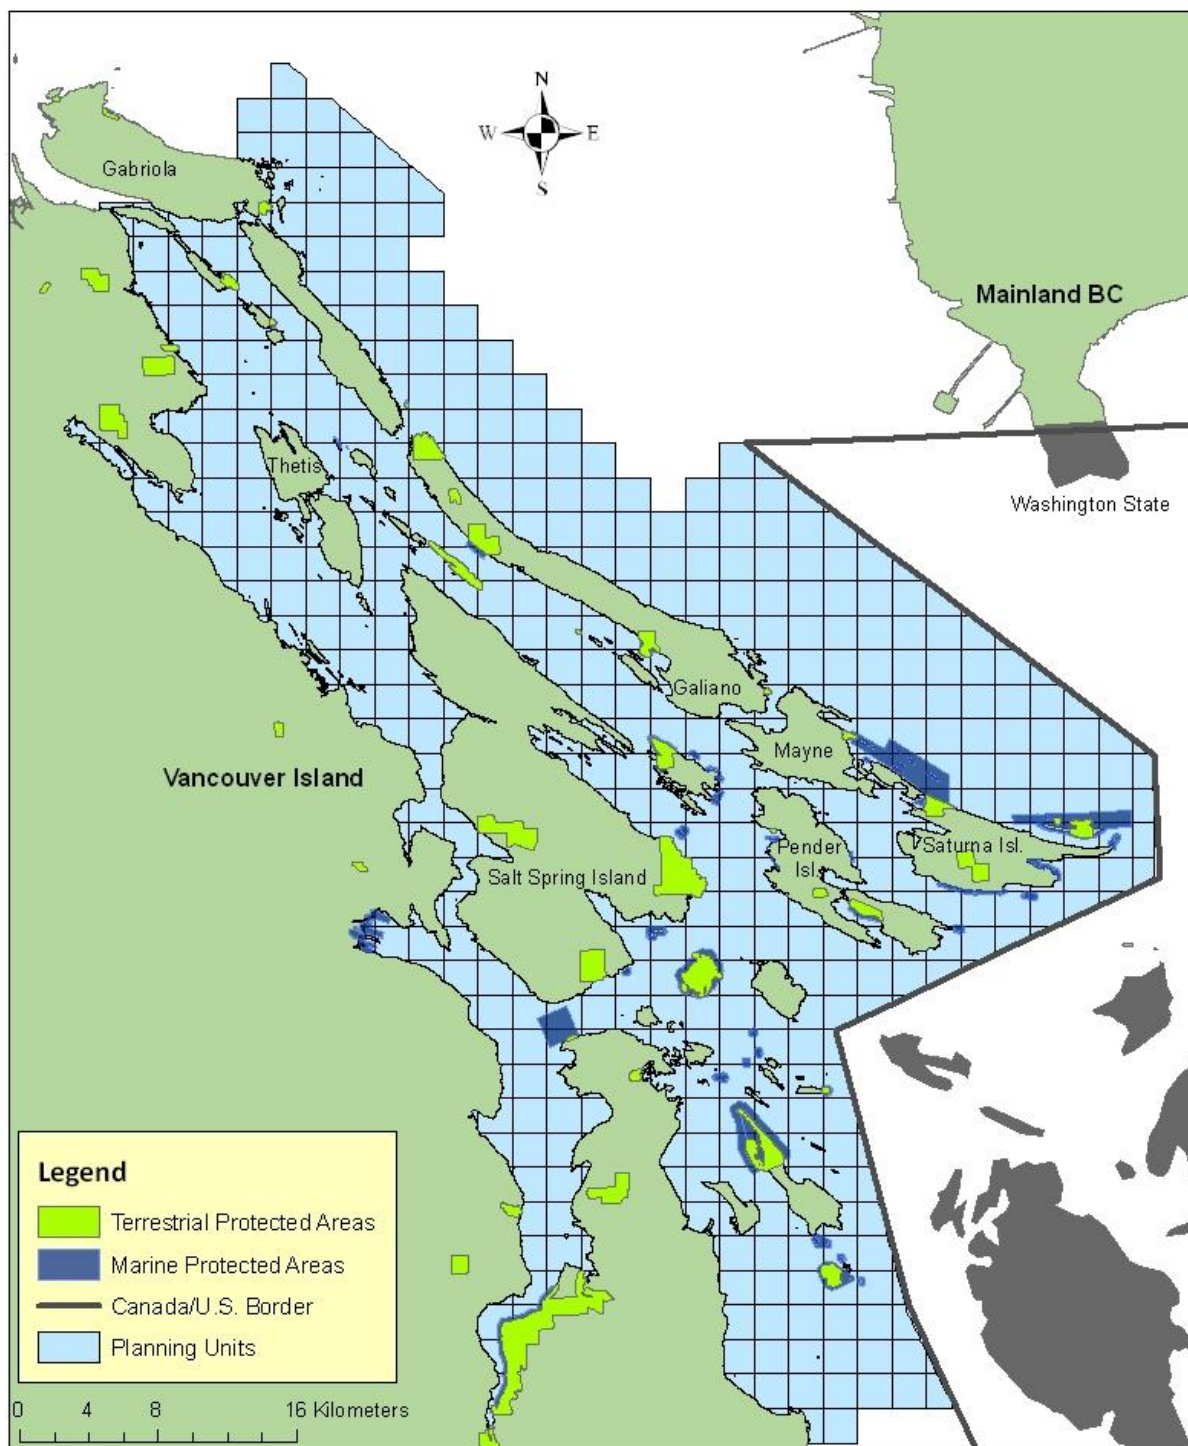 N
W E
S
Gabriola
Mainland BC
Thetis
Washington State
Galiano
Mayne
Vancouver Island
Pender
Isl.
Saturna Isl.
Salt Spring Island
Legend
Terrestrial Protected Areas
Marine Protected Areas
Canada/U.S. Border
Planning Units
0 4 8 16 Kilometers